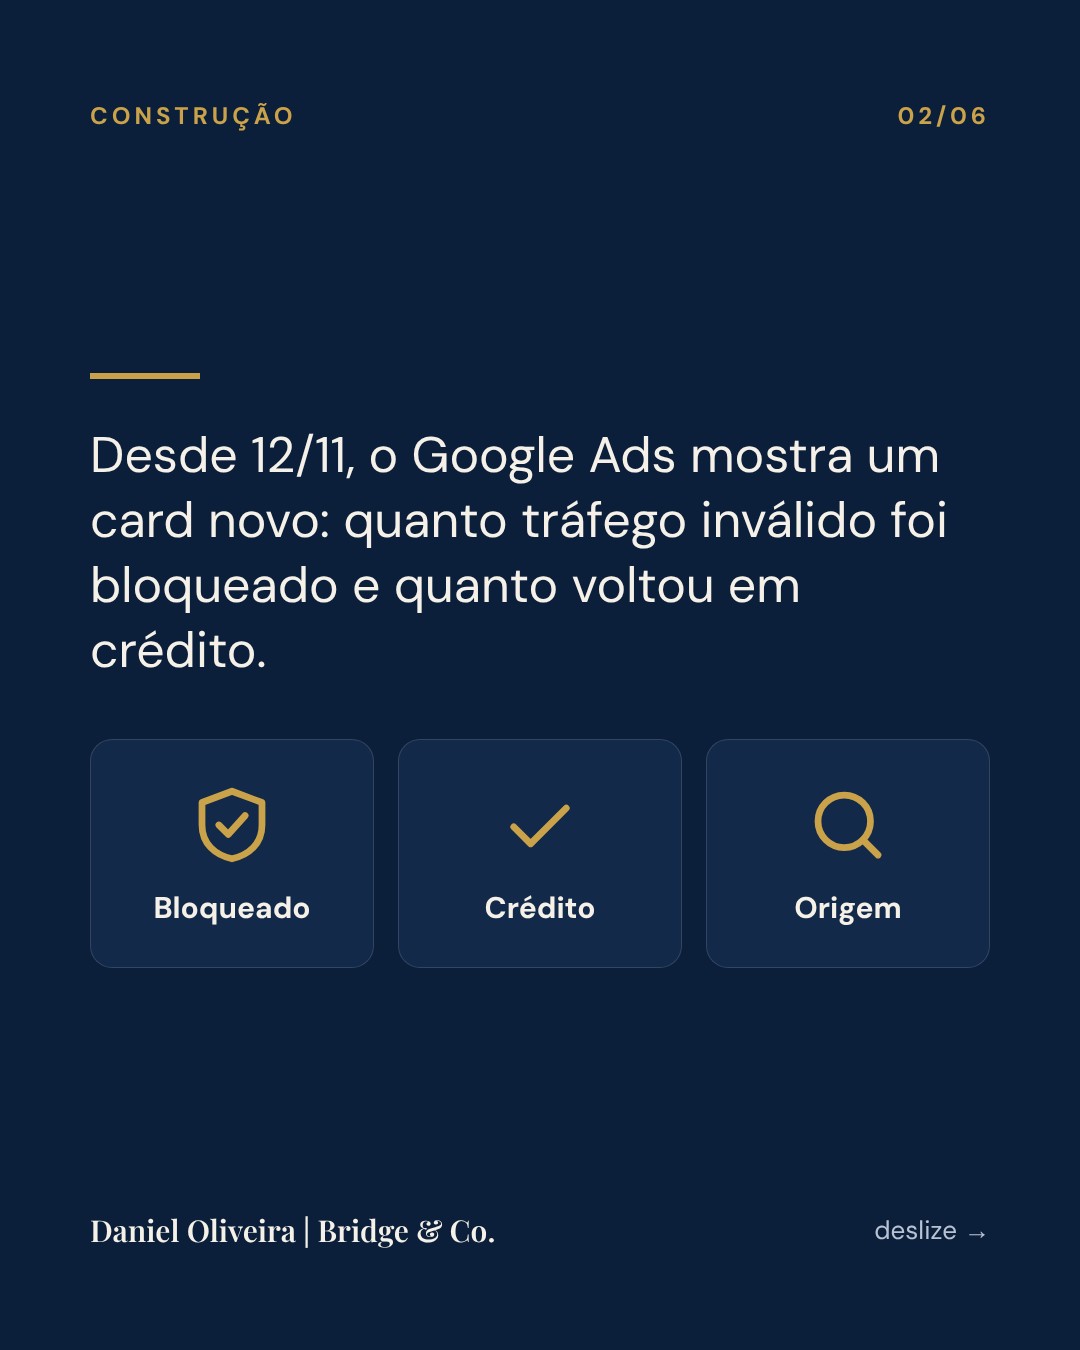 CONSTRUÇÃO
02/06
Desde 12/11, o Google Ads mostra um
card novo: quanto tráfego inválido foi
bloqueado e quanto voltou em
crédito.
Bloqueado
Crédito
Origem
Daniel Oliveira | Bridge & Co.
deslize →